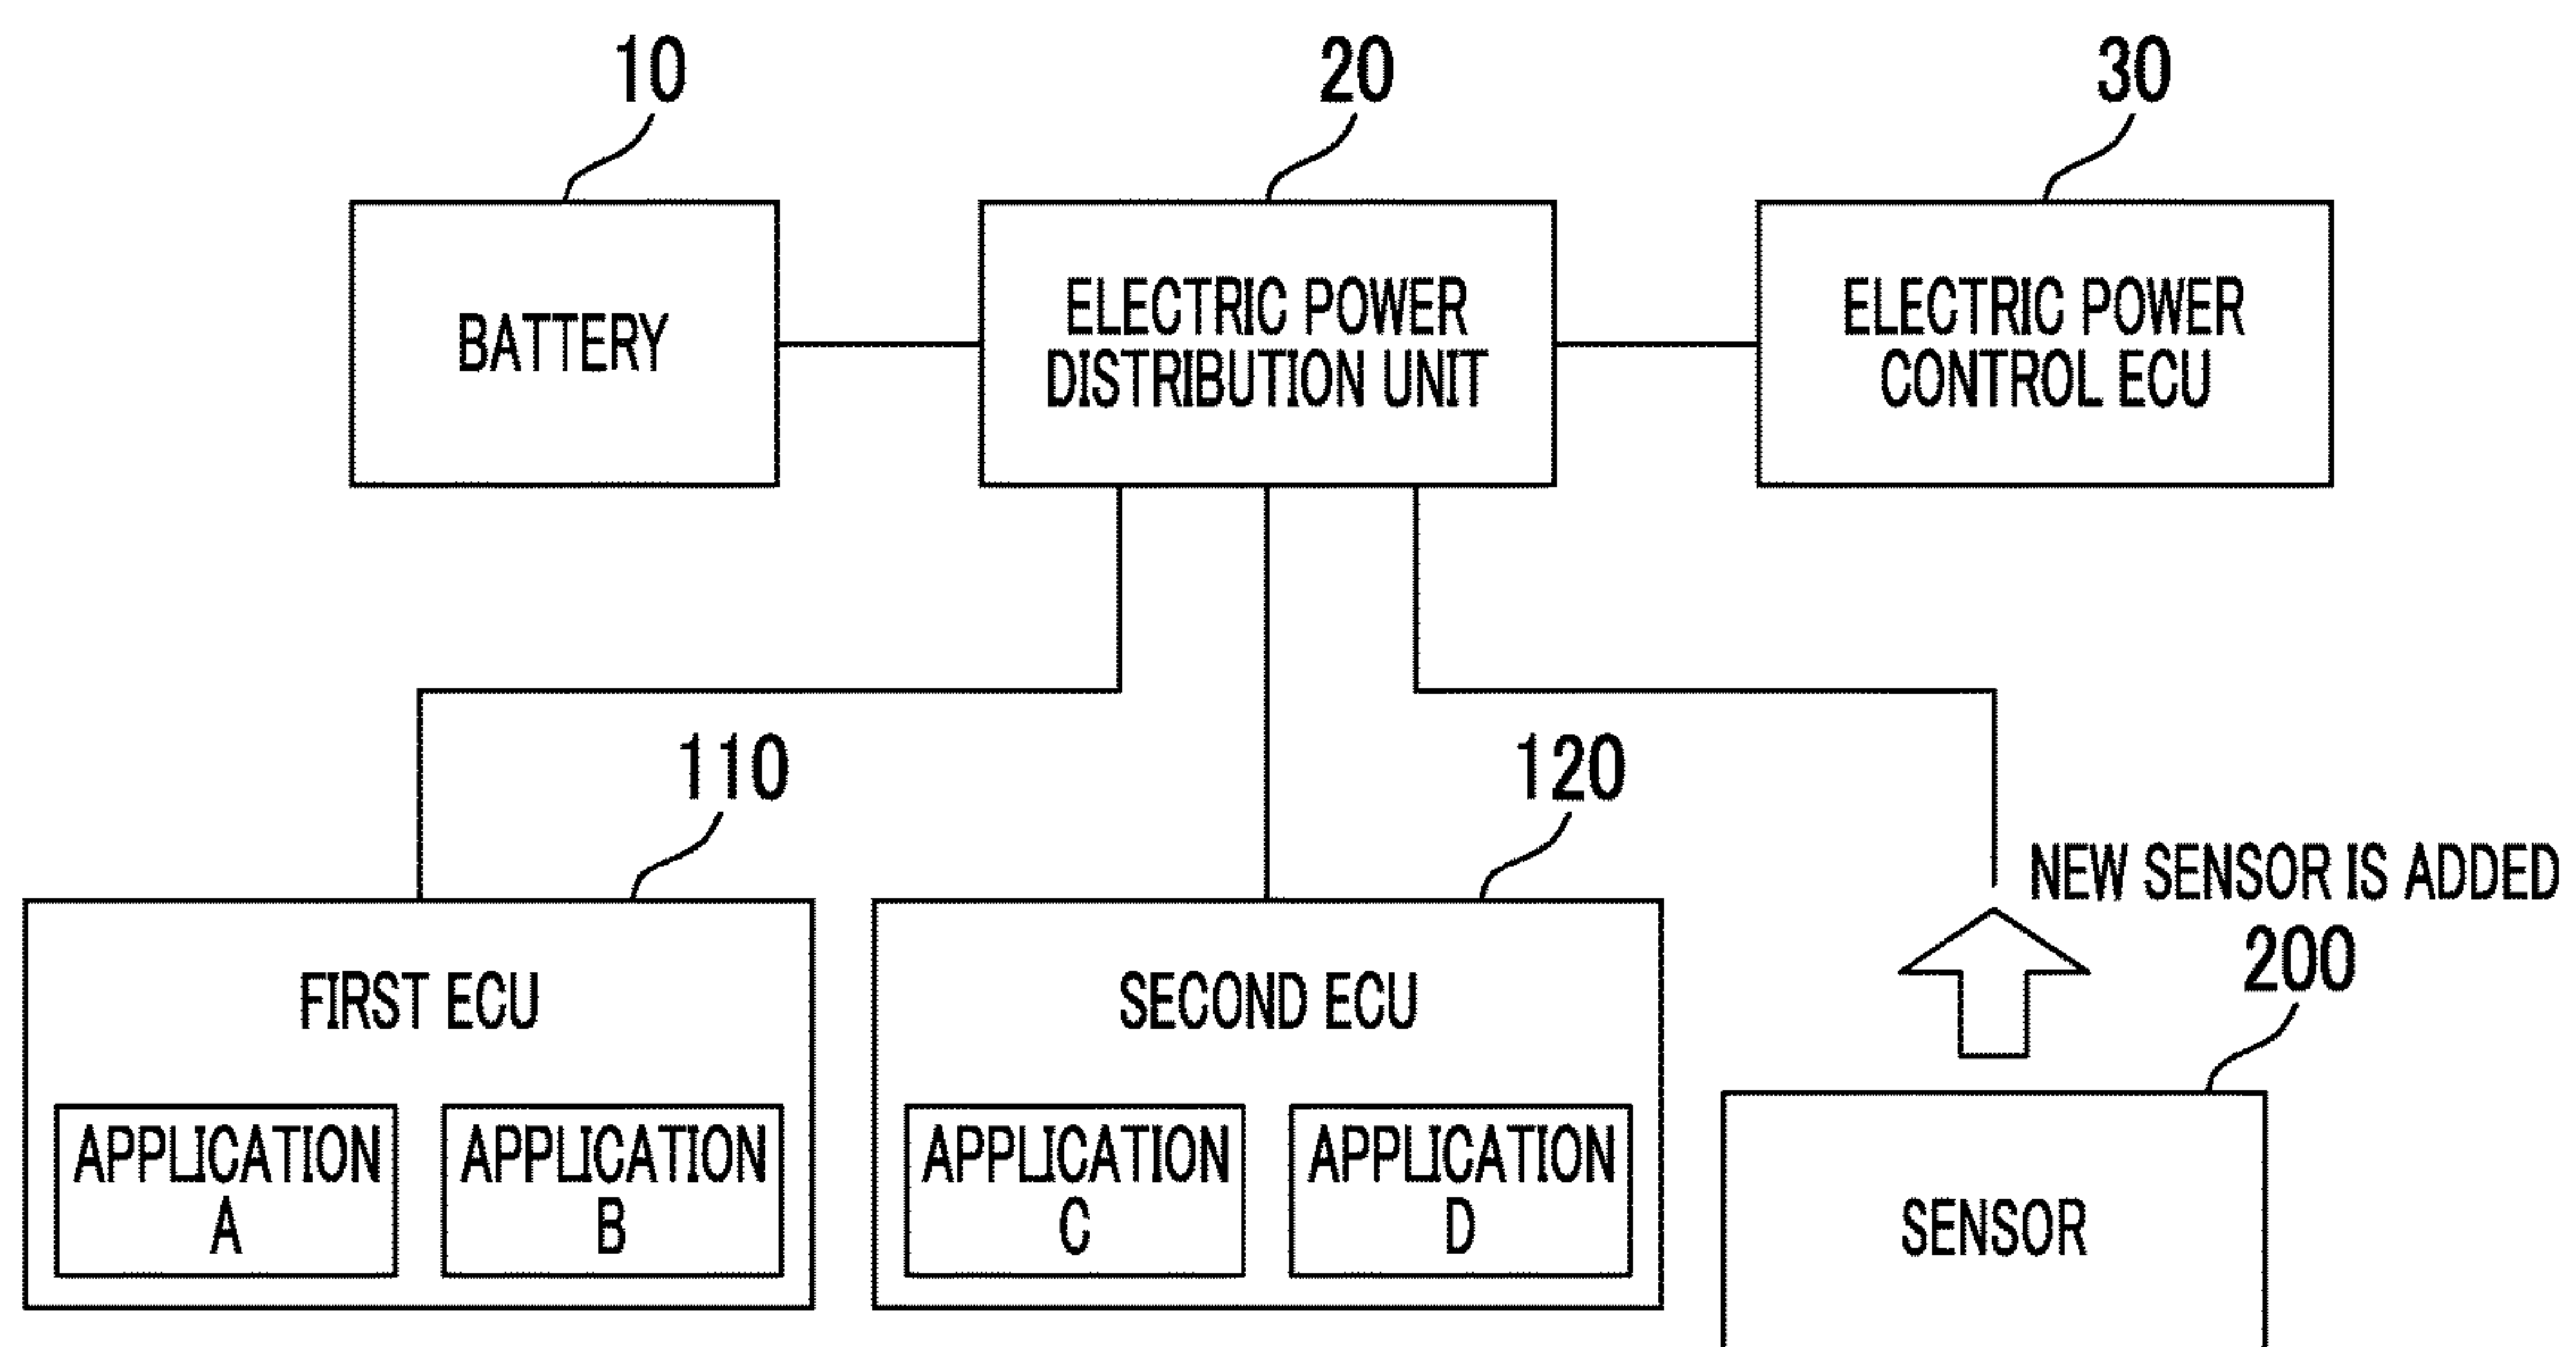 10
20
30
BATTERY
ELECTRIC POWER
DISTRIBUTION UNIT
ELECTRIC POWER
CONTROL ECU
110
120
NEW SENSOR IS ADDED
200
FIRST ECU
SECOND ECU
APPLICATION
A
APPLICATION
B
APPLICATION
C
APPLICATION
D
SENSOR